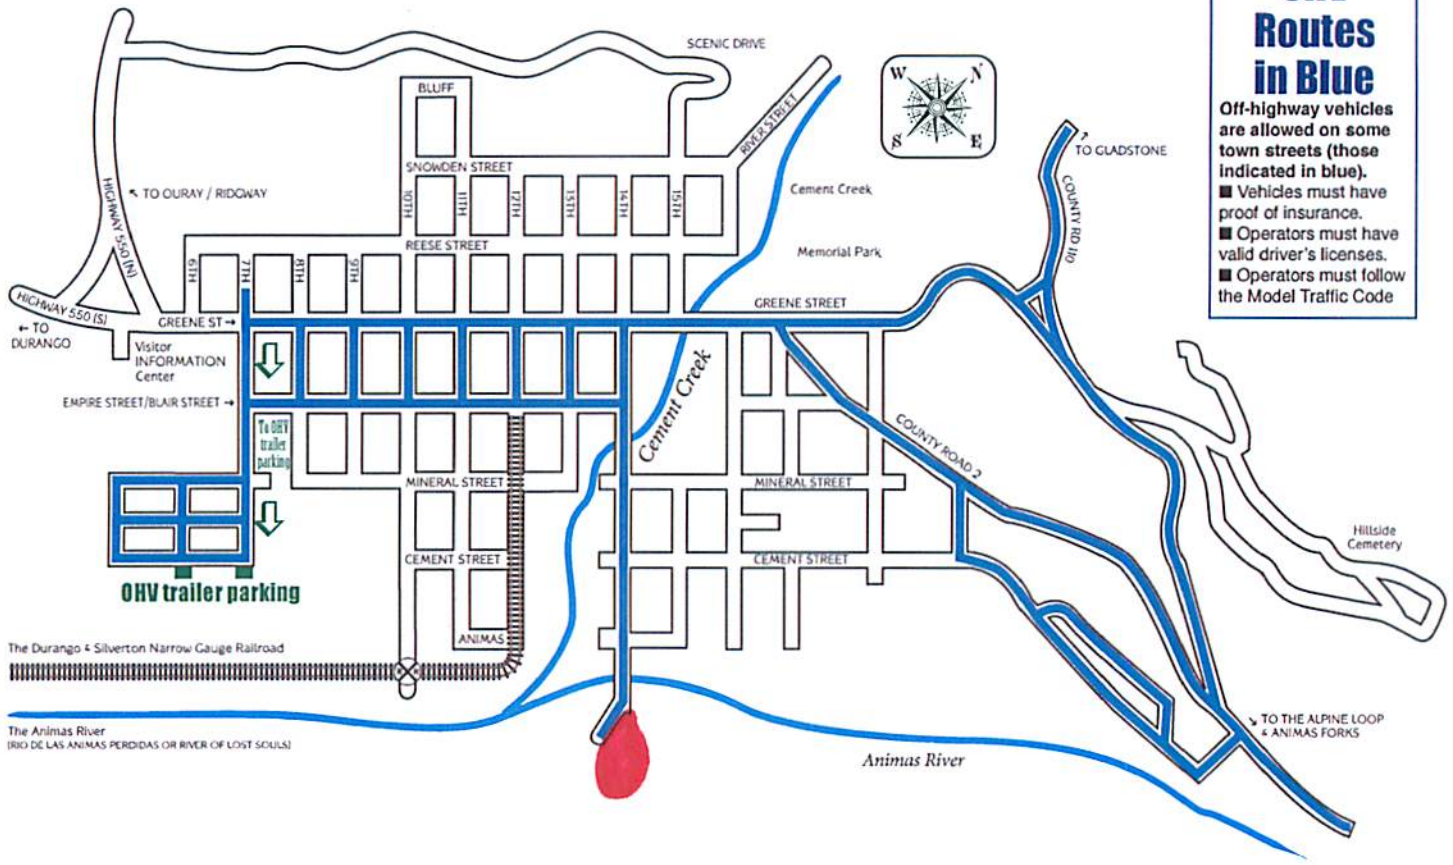 Routes
in Blue
Off-highway vehicles
are allowed on some
town streets (those
indicated in blue).
■ Vehicles must have
proof of insurance.
■ Operators must have
valid driver's licenses.
■ Operators must follow
the Model Traffic Code
SCENIC DRIVE
BLUFF
W N
S E
RIVER STREET
TO GLADSTONE
SNOWDEN STREET
HIGHWAY 550 (N)
↖ TO OURAY / RIDGWAY
10TH
11TH
12TH
13TH
14TH
15TH
Cement Creek
COUNTY RD 110
REESE STREET
Memorial Park
6TH
7TH
8TH
9TH
HIGHWAY 550 (S)
GREENE ST →
GREENE STREET
← TO
DURANGO
Visitor
INFORMATION
Center
Cement Creek
EMPIRE STREET/BLAIR STREET →
To OHV
trailer
parking
COUNTY ROAD 2
MINERAL STREET
MINERAL STREET
Hillside
Cemetery
CEMENT STREET
CEMENT STREET
OHV trailer parking
ANIMAS
The Durango & Silverton Narrow Gauge Railroad
The Animas River
(RIO DE LAS ANIMAS PERDIDAS OR RIVER OF LOST SOULS)
↘ TO THE ALPINE LOOP
& ANIMAS FORKS
Animas River